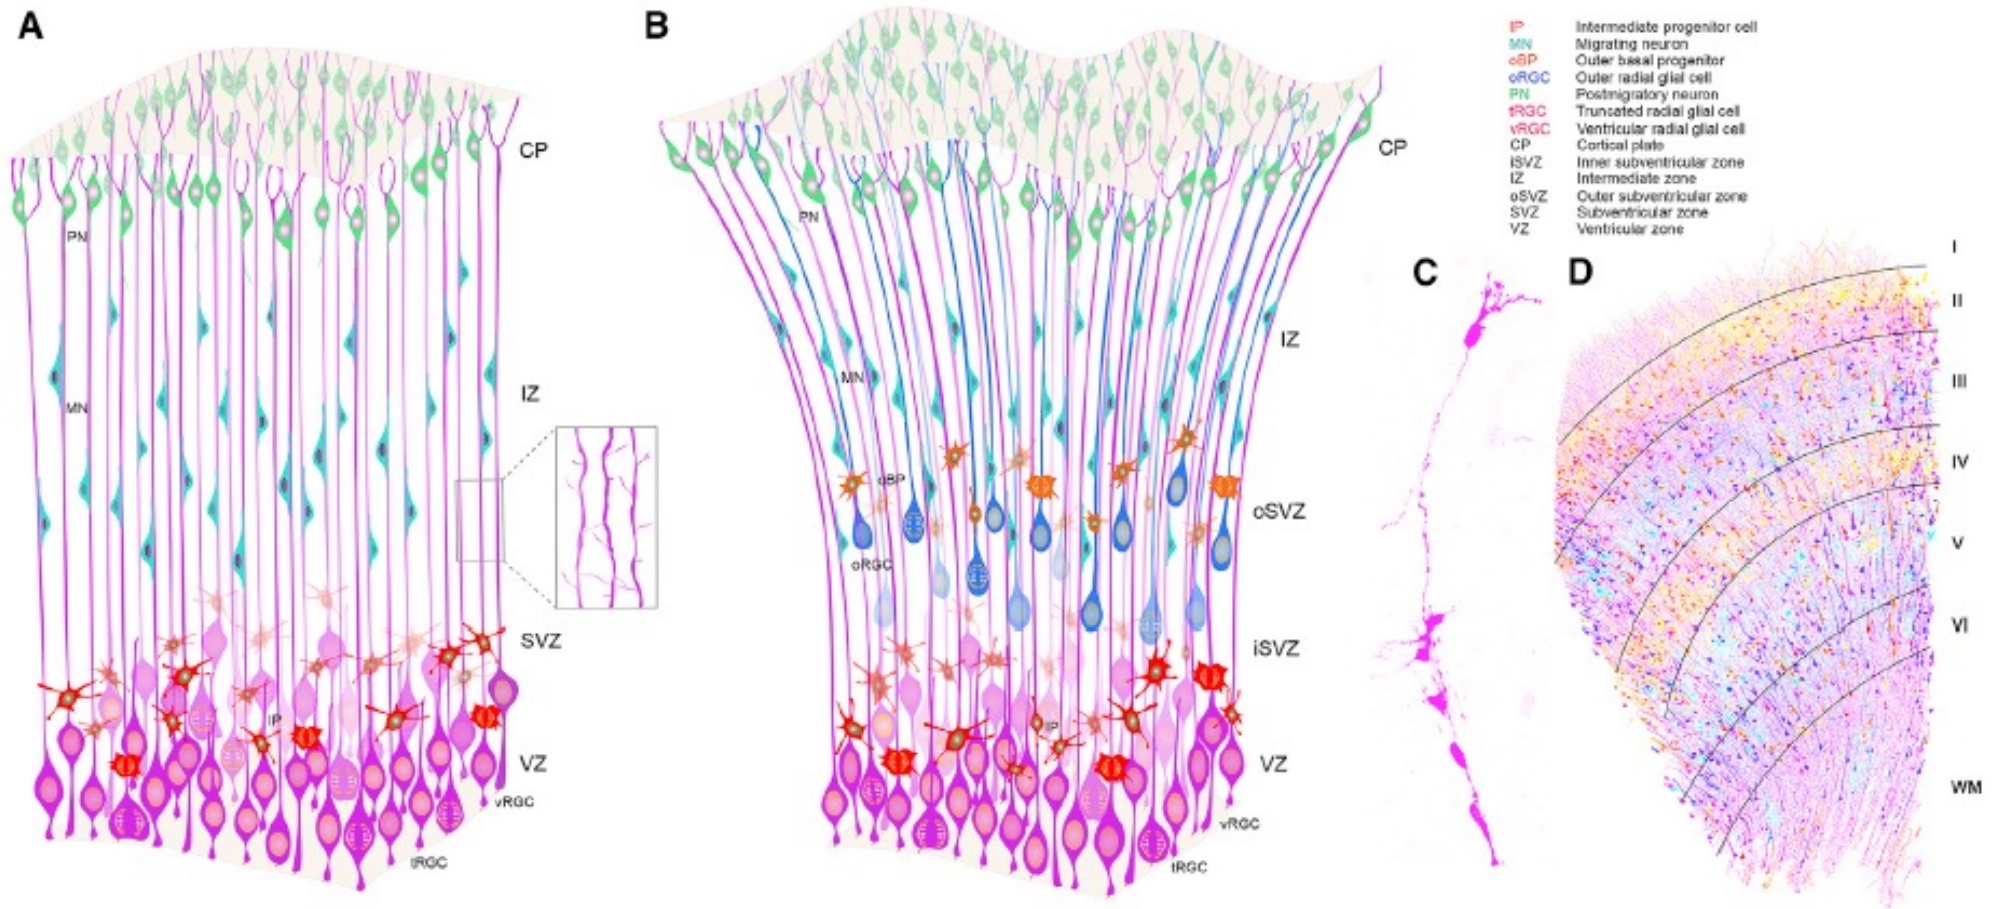 A
CP
PN
IZ
MN
SVZ
IP
VZ
vRGC
tRGC
B
CP
PN
IZ
MN
oBP
oSVZ
oRGC
iSVZ
IP
VZ
vRGC
tRGC
IP Intermediate progenitor cell
MN Migrating neuron
oBP Outer basal progenitor
oRGC Outer radial glial cell
PN Postmigratory neuron
tRGC Truncated radial glial cell
vRGC Ventricular radial glial cell
CP Cortical plate
iSVZ Inner subventricular zone
IZ Intermediate zone
oSVZ Outer subventricular zone
SVZ Subventricular zone
VZ Ventricular zone
C
D
I
II
III
IV
V
VI
WM